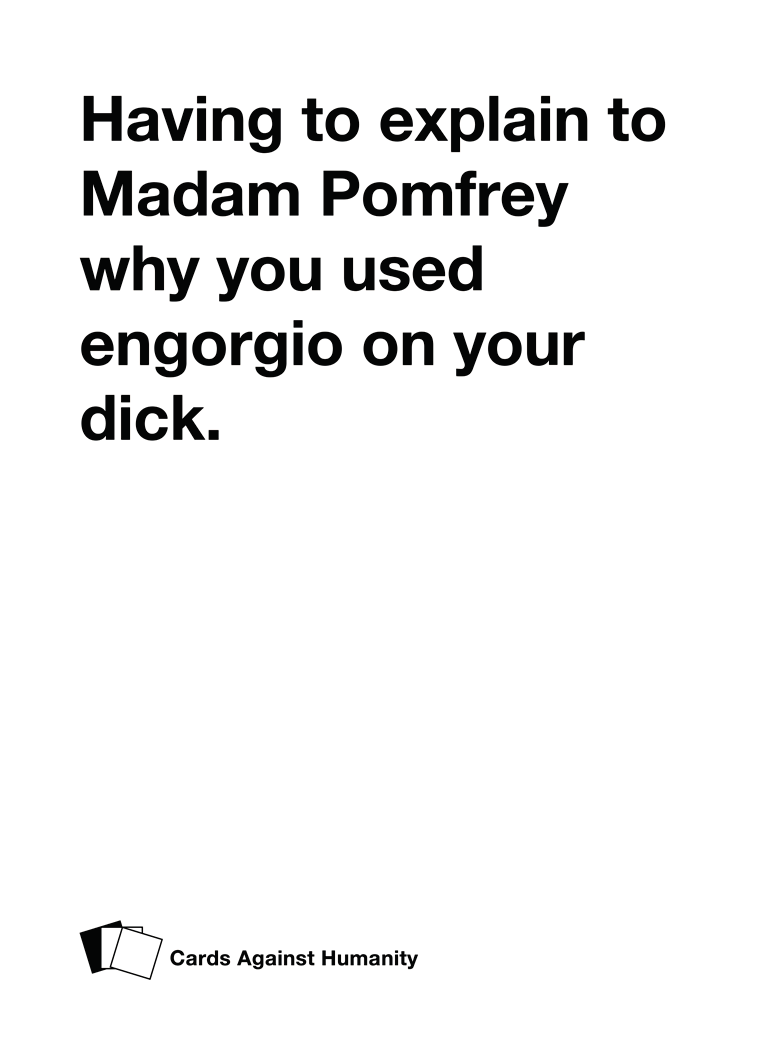 Having to explain to
Madam Pomfrey
why you used
engorgio on your
dick.
Cards Against Humanity